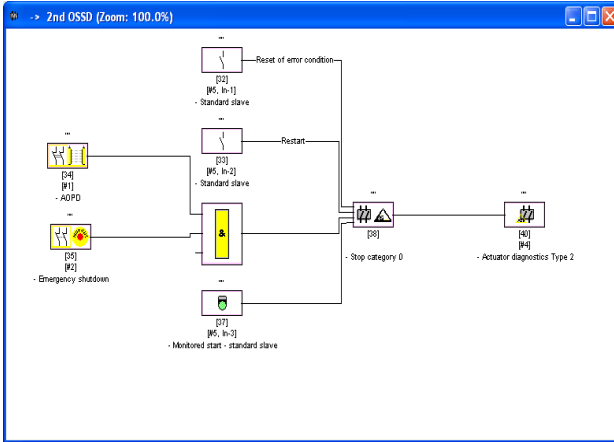 -> 2nd OSSD (Zoom: 100.0%)
...
Reset of error condition
[32]
[#5, In-1]
- Standard slave
...
Restart
[33]
[#5, In-2]
- Standard slave
...
[34]
[#1]
- AOPD
...
[35]
[#2]
- Emergency shutdown
&
...
[38]
- Stop category 0
...
[40]
[#4]
- Actuator diagnostics Type 2
...
[37]
[#5, In-3]
- Monitored start - standard slave